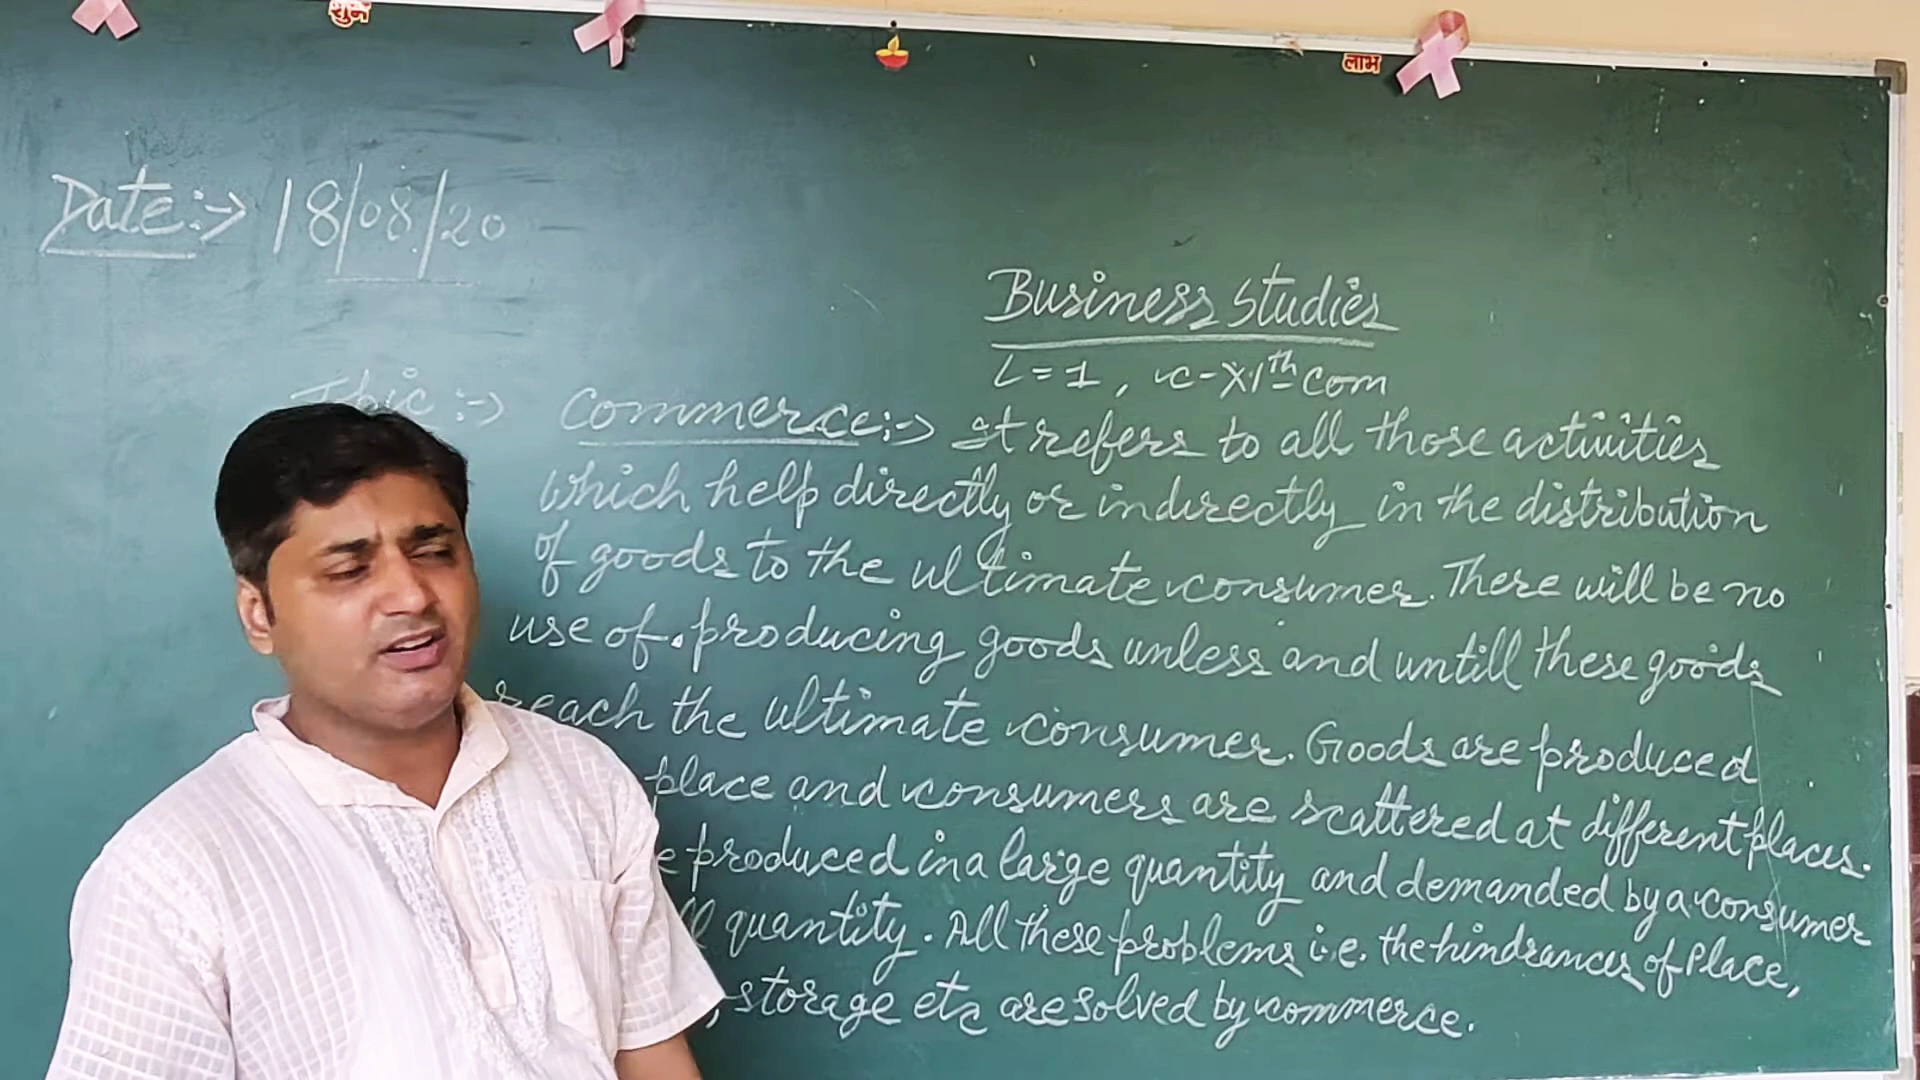 शुभ
लाभ
Date:-> 18/08/20
Business Studies
L=1, C-XIth Com
Topic:-> Commerce:-> It refers to all those activities
which help directly or indirectly in the distribution
of goods to the ultimate consumer. There will be no
use of producing goods unless and untill these goods
reach the ultimate consumer. Goods are produced
place and consumers are scattered at different places.
produced in a large quantity and demanded by a consumer
quantity. All these problems i.e. the hindrances of Place,
, storage etc are solved by commerce.